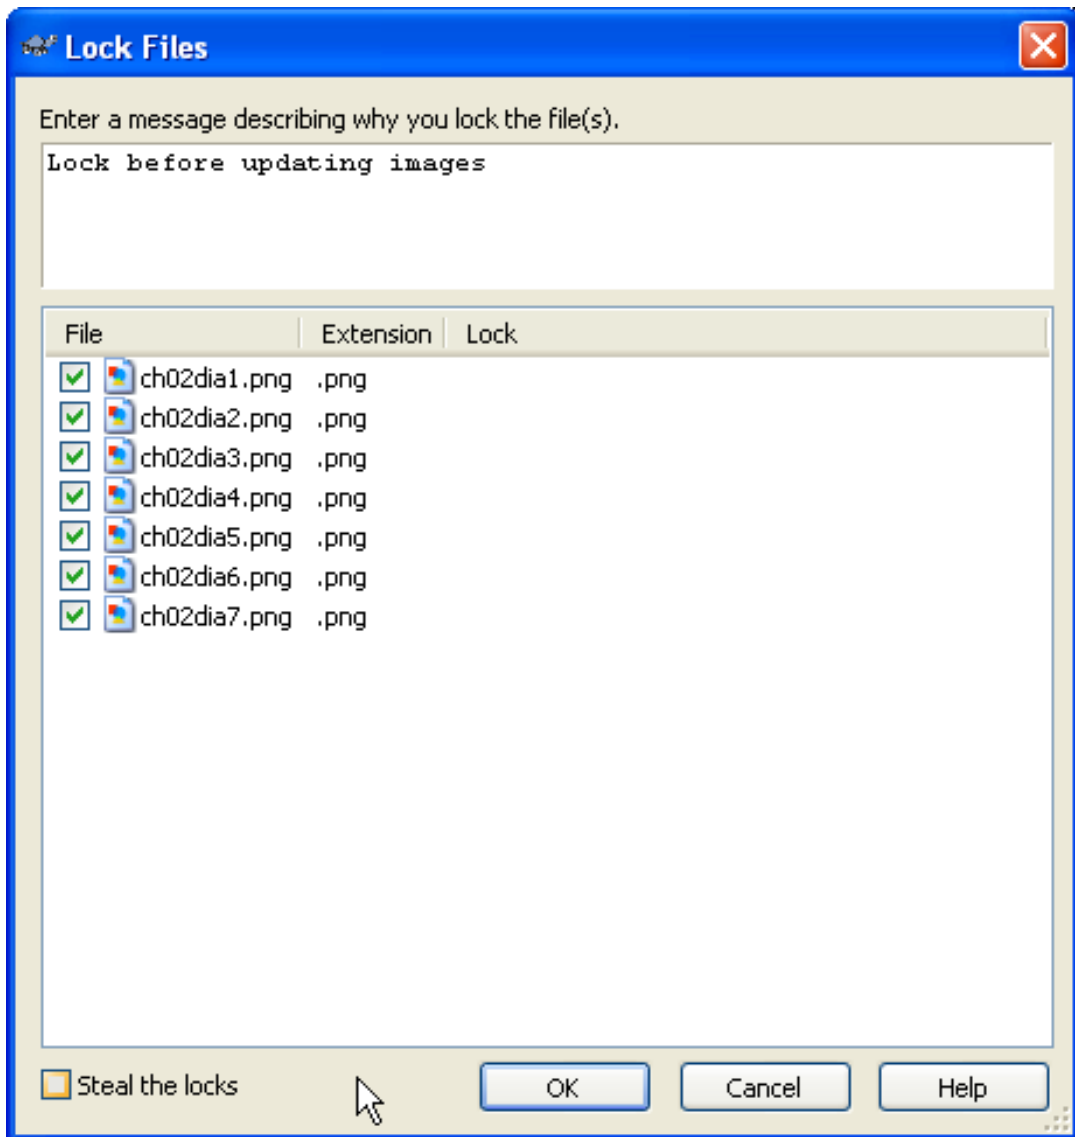 Lock Files
Enter a message describing why you lock the file(s).
Lock before updating images
File Extension Lock
ch02dia1.png .png
ch02dia2.png .png
ch02dia3.png .png
ch02dia4.png .png
ch02dia5.png .png
ch02dia6.png .png
ch02dia7.png .png
Steal the locks OK Cancel Help